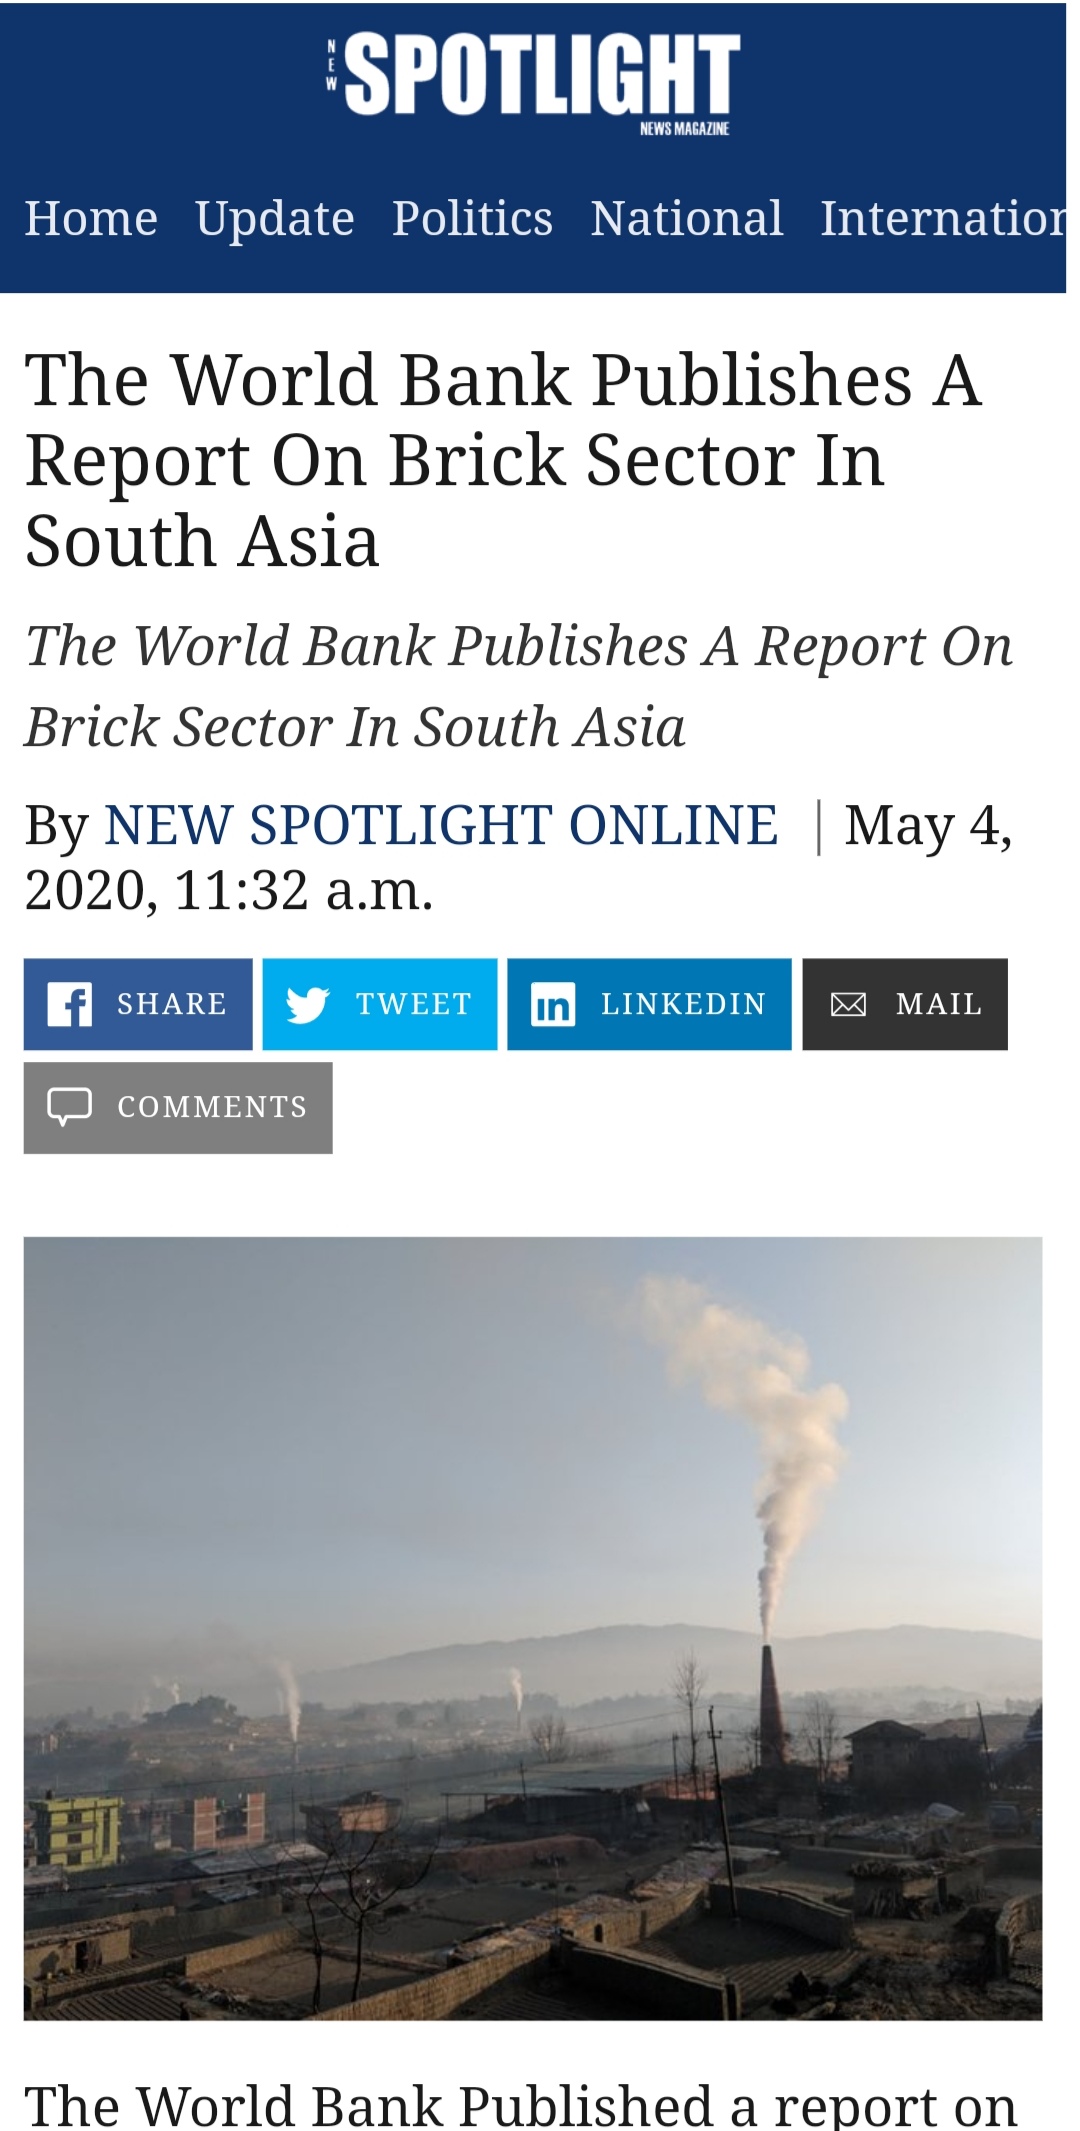 NEW SPOTLIGHT
NEWS MAGAZINE
Home Update Politics National Internation
The World Bank Publishes A
Report On Brick Sector In
South Asia
The World Bank Publishes A Report On
Brick Sector In South Asia
By NEW SPOTLIGHT ONLINE | May 4,
2020, 11:32 a.m.
SHARE TWEET LINKEDIN MAIL
COMMENTS
The World Bank Published a report on